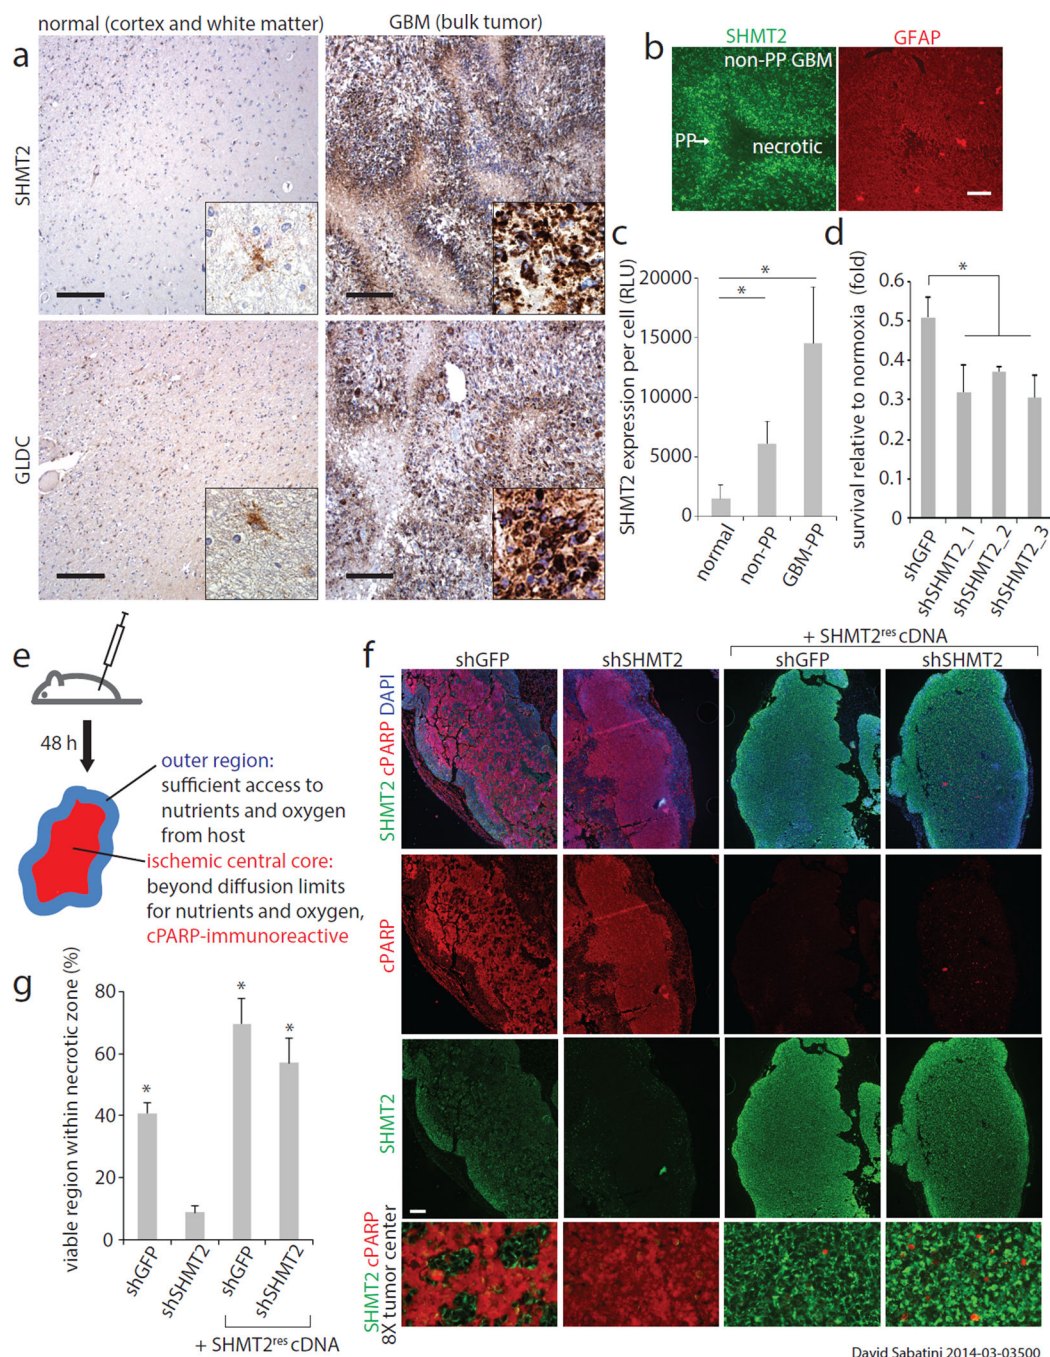 a
normal (cortex and white matter)
GBM (bulk tumor)
SHMT2
GLDC
b
SHMT2
GFAP
non-PP GBM
PP
necrotic
c
SHMT2 expression per cell (RLU)
20000
15000
10000
5000
0
*
*
normal
non-PP
GBM-PP
d
survival relative to normoxia (fold)
0.6
0.5
0.4
0.3
0.2
0.1
0
*
shGFP
shSHMT2_1
shSHMT2_2
shSHMT2_3
e
48 h
outer region:
sufficient access to
nutrients and oxygen
from host
ischemic central core:
beyond diffusion limits
for nutrients and oxygen,
cPARP-immunoreactive
f
+ SHMT2res cDNA
shGFP
shSHMT2
shGFP
shSHMT2
SHMT2 cPARP DAPI
cPARP
SHMT2
SHMT2 cPARP
8X tumor center
g
viable region within necrotic zone (%)
80
60
40
20
0
*
*
*
shGFP
shSHMT2
shGFP
shSHMT2
+ SHMT2res cDNA
David Sabatini 2014-03-03500